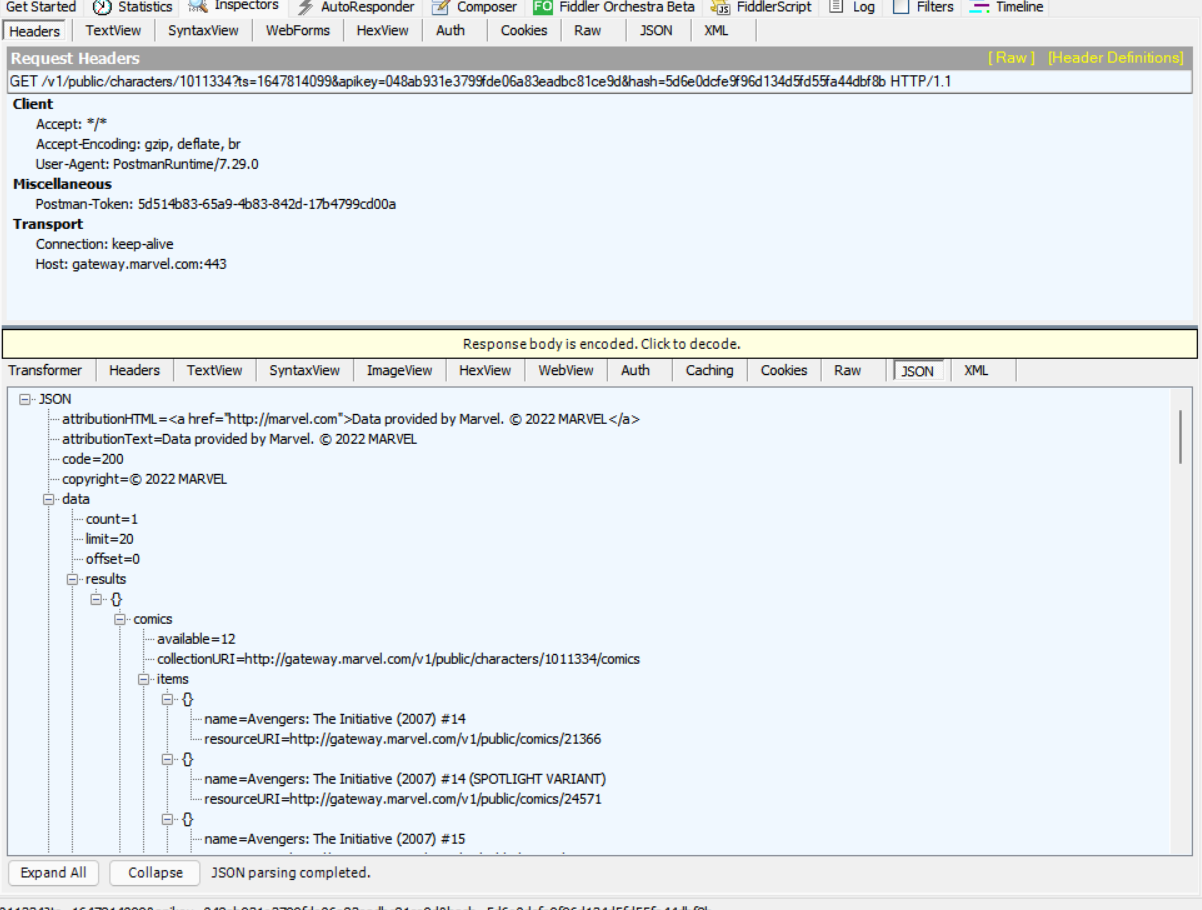 Get Started Statistics Inspectors AutoResponder Composer FO Fiddler Orchestra Beta FiddlerScript Log Filters Timeline
Headers TextView SyntaxView WebForms HexView Auth Cookies Raw JSON XML
Request Headers [ Raw ] [Header Definitions]
GET /v1/public/characters/1011334?ts=1647814099&apikey=048ab931e3799fde06a83eadbc81ce9d&hash=5d6e0dcfe9f96d134d5fd55fa44dbf8b HTTP/1.1
Client
Accept: */*
Accept-Encoding: gzip, deflate, br
User-Agent: PostmanRuntime/7.29.0
Miscellaneous
Postman-Token: 5d514b83-65a9-4b83-842d-17b4799cd00a
Transport
Connection: keep-alive
Host: gateway.marvel.com:443
Response body is encoded. Click to decode.
Transformer Headers TextView SyntaxView ImageView HexView WebView Auth Caching Cookies Raw JSON XML
JSON
attributionHTML=<a href="http://marvel.com">Data provided by Marvel. © 2022 MARVEL</a>
attributionText=Data provided by Marvel. © 2022 MARVEL
code=200
copyright=© 2022 MARVEL
data
count=1
limit=20
offset=0
results
{}
comics
available=12
collectionURI=http://gateway.marvel.com/v1/public/characters/1011334/comics
items
{}
name=Avengers: The Initiative (2007) #14
resourceURI=http://gateway.marvel.com/v1/public/comics/21366
{}
name=Avengers: The Initiative (2007) #14 (SPOTLIGHT VARIANT)
resourceURI=http://gateway.marvel.com/v1/public/comics/24571
{}
name=Avengers: The Initiative (2007) #15
Expand All Collapse JSON parsing completed.